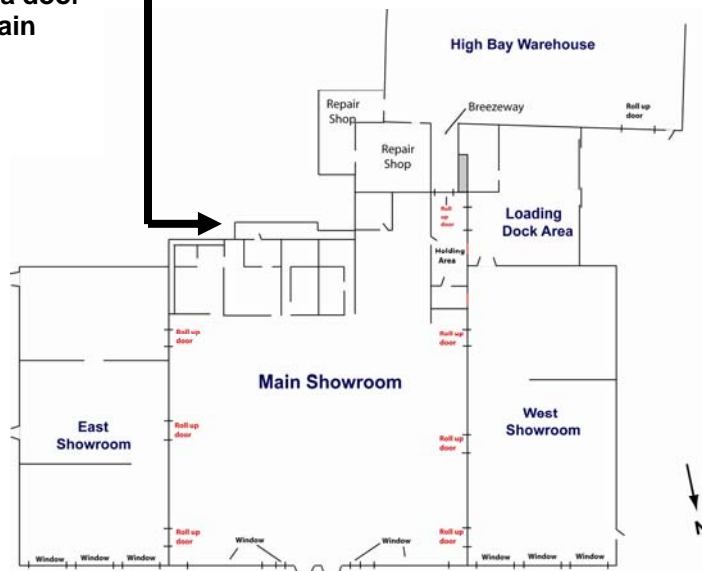 ain
High Bay Warehouse
Repair
Shop
Breezeway
Roll up
door
Repair
Shop
Roll
up
door
Loading
Dock Area
Holding
Area
Roll up
door
Roll up
door
Main Showroom
East
Showroom
West
Showroom
Roll up
door
Roll up
door
Roll up
door
Roll up
door
Window
Window
Window Window Window
Window Window Window